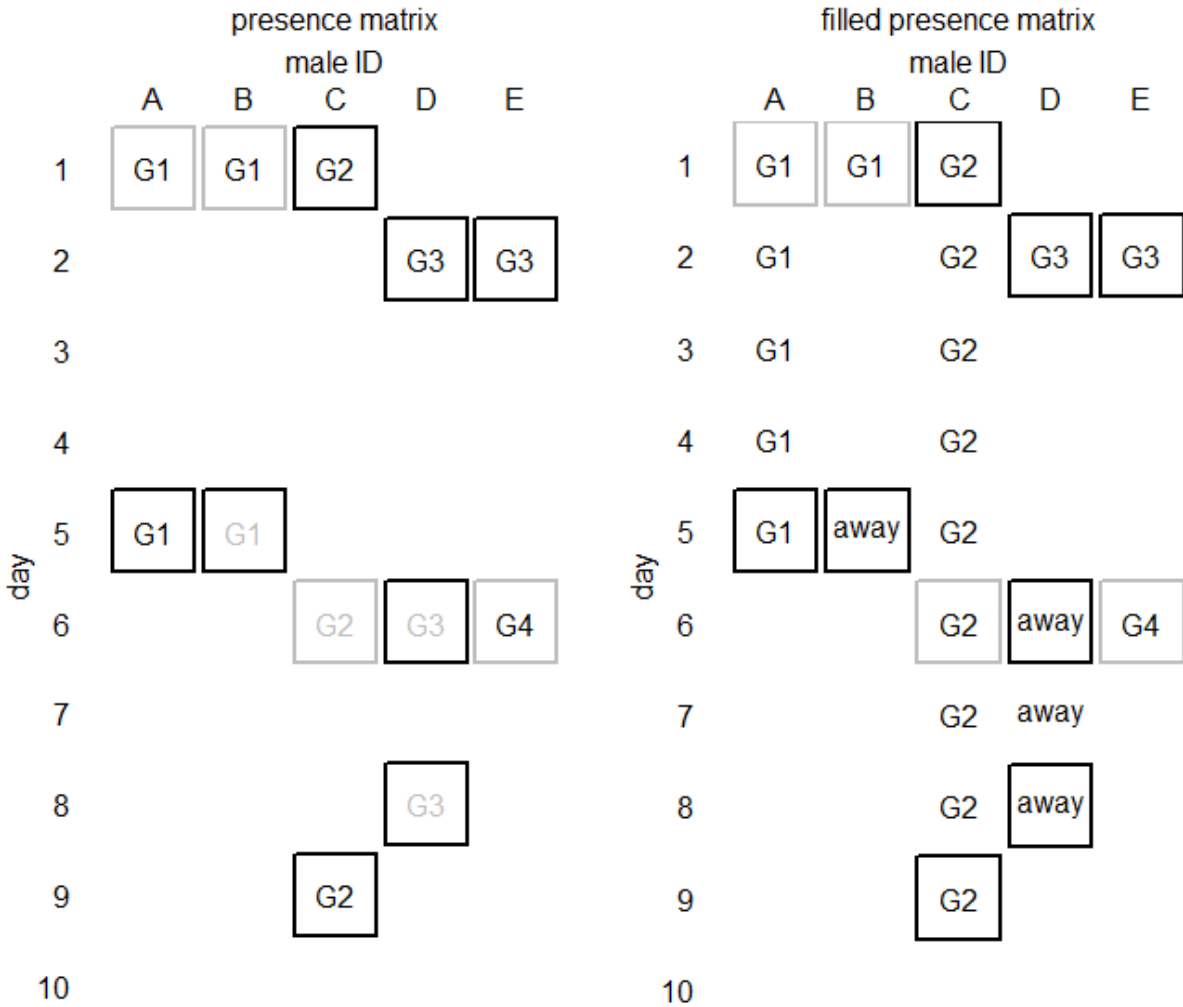 presence matrix
male ID
A B C D E
1 G1 G1 G2
2 G3 G3
3
4
5 G1 G1
6 G2 G3 G4
7
8 G3
9 G2
10
day
filled presence matrix
male ID
A B C D E
1 G1 G1 G2
2 G1 G2 G3 G3
3 G1 G2
4 G1 G2
5 G1 away G2
6 G2 away G4
7 G2 away
8 G2 away
9 G2
10
day